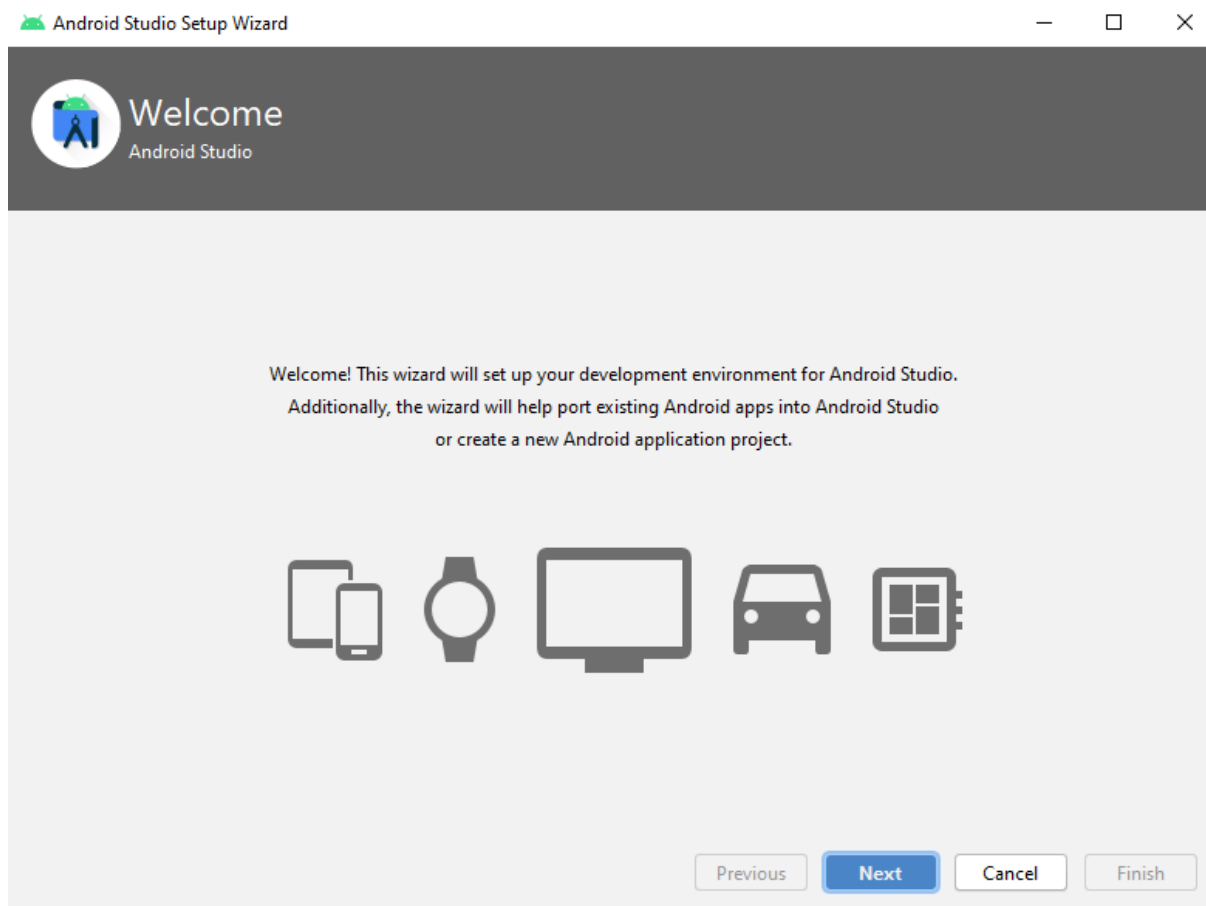 Android Studio Setup Wizard
Welcome
Android Studio
Welcome! This wizard will set up your development environment for Android Studio.
Additionally, the wizard will help port existing Android apps into Android Studio
or create a new Android application project.
Previous Next Cancel Finish